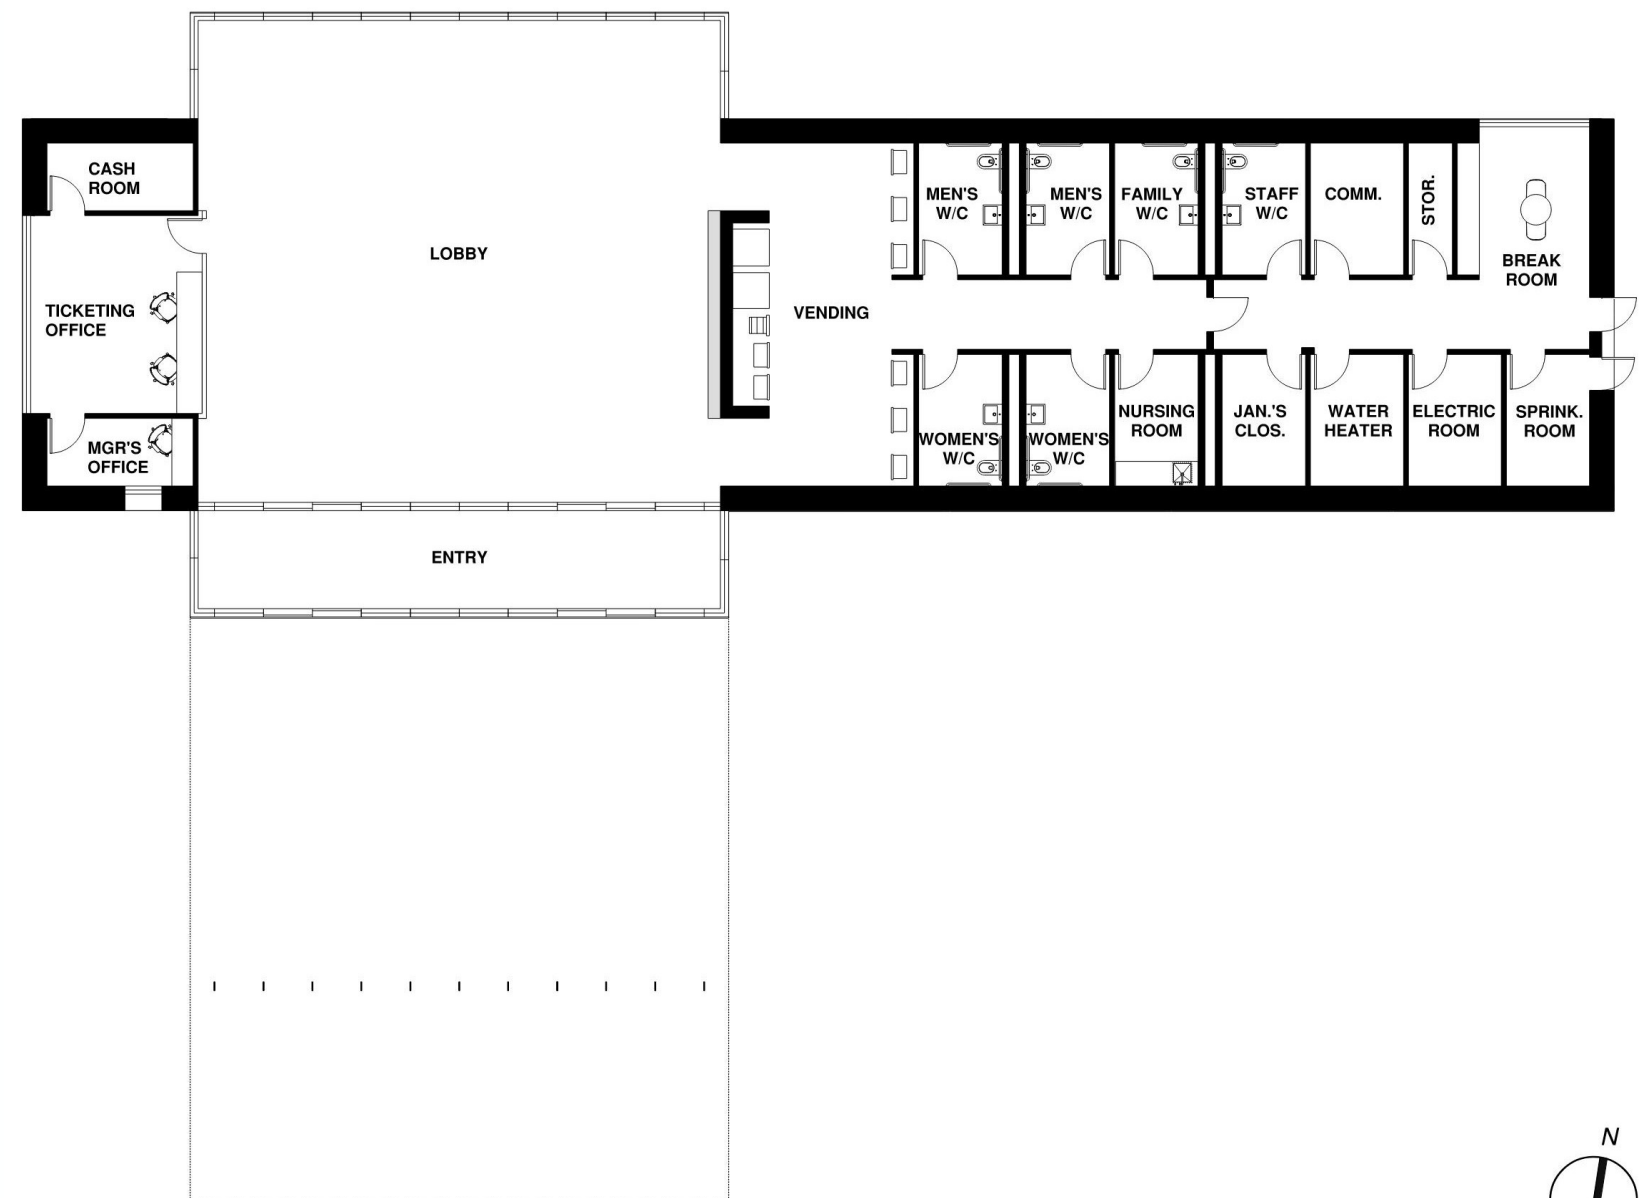 CASH
ROOM
MEN'S
W/C
MEN'S
W/C
FAMILY
W/C
STAFF
W/C
COMM.
STOR.
LOBBY
BREAK
ROOM
TICKETING
OFFICE
VENDING
MGR'S
OFFICE
WOMEN'S
W/C
WOMEN'S
W/C
NURSING
ROOM
JAN.'S
CLOS.
WATER
HEATER
ELECTRIC
ROOM
SPRINK.
ROOM
ENTRY
N